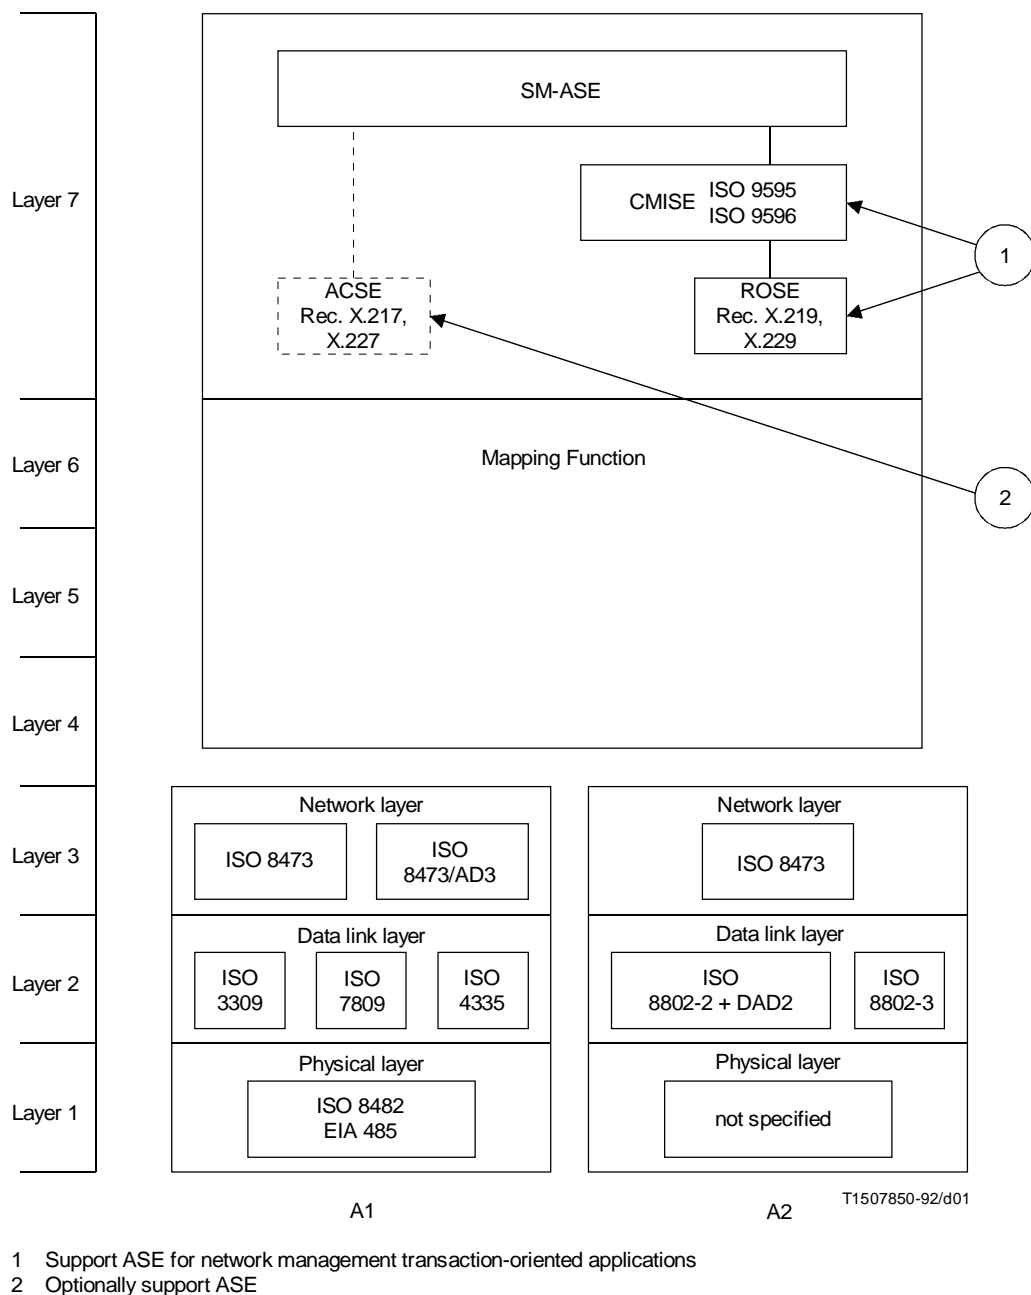 SM-ASE
Layer 7
CMISE
ISO 9595
ISO 9596
1
ACSE
Rec. X.217,
X.227
ROSE
Rec. X.219,
X.229
Layer 6
Mapping Function
2
Layer 5
Layer 4
Layer 3
Network layer
ISO 8473
ISO
8473/AD3
Network layer
ISO 8473
Layer 2
Data link layer
ISO
3309
ISO
7809
ISO
4335
Data link layer
ISO
8802-2 + DAD2
ISO
8802-3
Layer 1
Physical layer
ISO 8482
EIA 485
Physical layer
not specified
A1
A2
T1507850-92/d01
1 Support ASE for network management transaction-oriented applications
2 Optionally support ASE